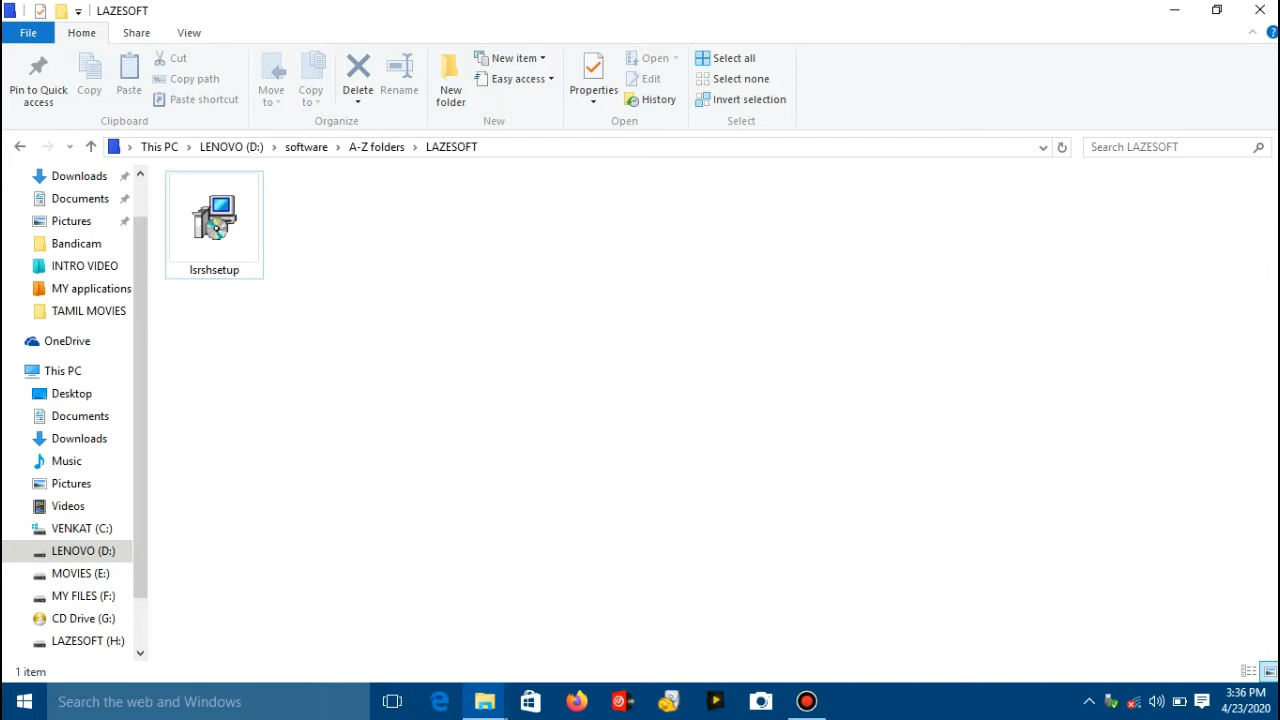 LAZESOFT
File Home Share View
Pin to Quick access
Copy
Paste
Cut
Copy path
Paste shortcut
Clipboard
Move to
Copy to
Delete
Rename
Organize
New folder
New item
Easy access
New
Properties
Open
Edit
History
Open
Select all
Select none
Invert selection
Select
This PC > LENOVO (D:) > software > A-Z folders > LAZESOFT
Search LAZESOFT
Downloads
Documents
Pictures
Bandicam
INTRO VIDEO
MY applications
TAMIL MOVIES
OneDrive
This PC
Desktop
Documents
Downloads
Music
Pictures
Videos
VENKAT (C:)
LENOVO (D:)
MOVIES (E:)
MY FILES (F:)
CD Drive (G:)
LAZESOFT (H:)
lsrshsetup
1 item
Search the web and Windows
3:36 PM
4/23/2020